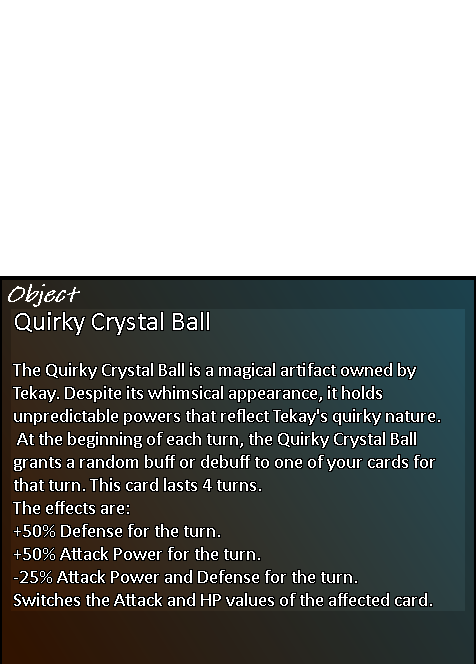 Object
Quirky Crystal Ball
The Quirky Crystal Ball is a magical artifact owned by
Tekay. Despite its whimsical appearance, it holds
unpredictable powers that reflect Tekay's quirky nature.
At the beginning of each turn, the Quirky Crystal Ball
grants a random buff or debuff to one of your cards for
that turn. This card lasts 4 turns.
The effects are:
+50% Defense for the turn.
+50% Attack Power for the turn.
-25% Attack Power and Defense for the turn.
Switches the Attack and HP values of the affected card.